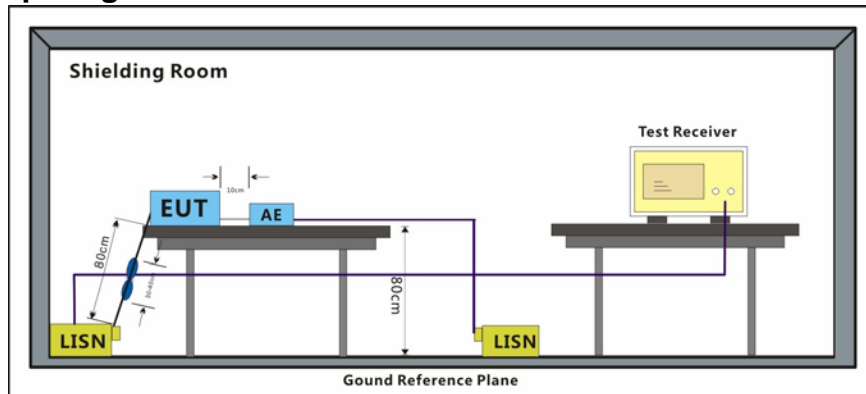 Shielding Room
Test Receiver
10cm
EUT
AE
80cm
30-40cm
80cm
LISN
LISN
Gound Reference Plane